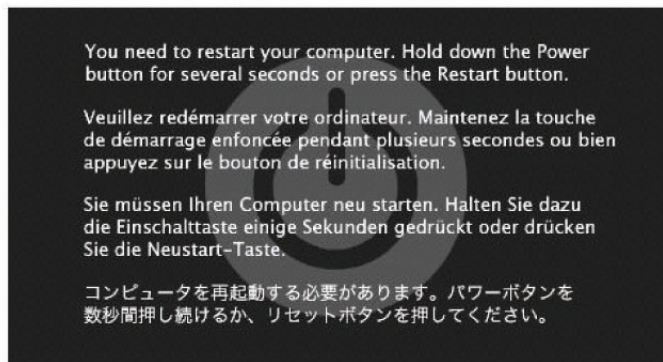 You need to restart your computer. Hold down the Power
button for several seconds or press the Restart button.
Veuillez redémarrer votre ordinateur. Maintenez la touche
de démarrage enfoncée pendant plusieurs secondes ou bien
appuyez sur le bouton de réinitialisation.
Sie müssen Ihren Computer neu starten. Halten Sie dazu
die Einschalttaste einige Sekunden gedrückt oder drücken
Sie die Neustart-Taste.
コンピュータを再起動する必要があります。パワーボタンを
数秒間押し続けるか、リセットボタンを押してください。